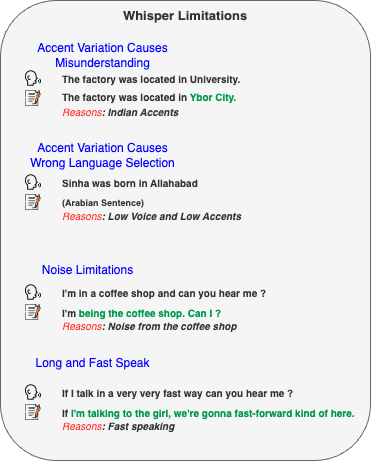 Whisper Limitations
Accent Variation Causes
Misunderstanding
The factory was located in University.
The factory was located in Ybor City.
Reasons: Indian Accents
Accent Variation Causes
Wrong Language Selection
Sinha was born in Allahabad
(Arabian Sentence)
Reasons: Low Voice and Low Accents
Noise Limitations
I'm in a coffee shop and can you hear me ?
I'm being the coffee shop. Can I ?
Reasons: Noise from the coffee shop
Long and Fast Speak
If I talk in a very very fast way can you hear me ?
If I'm talking to the girl, we're gonna fast-forward kind of here.
Reasons: Fast speaking